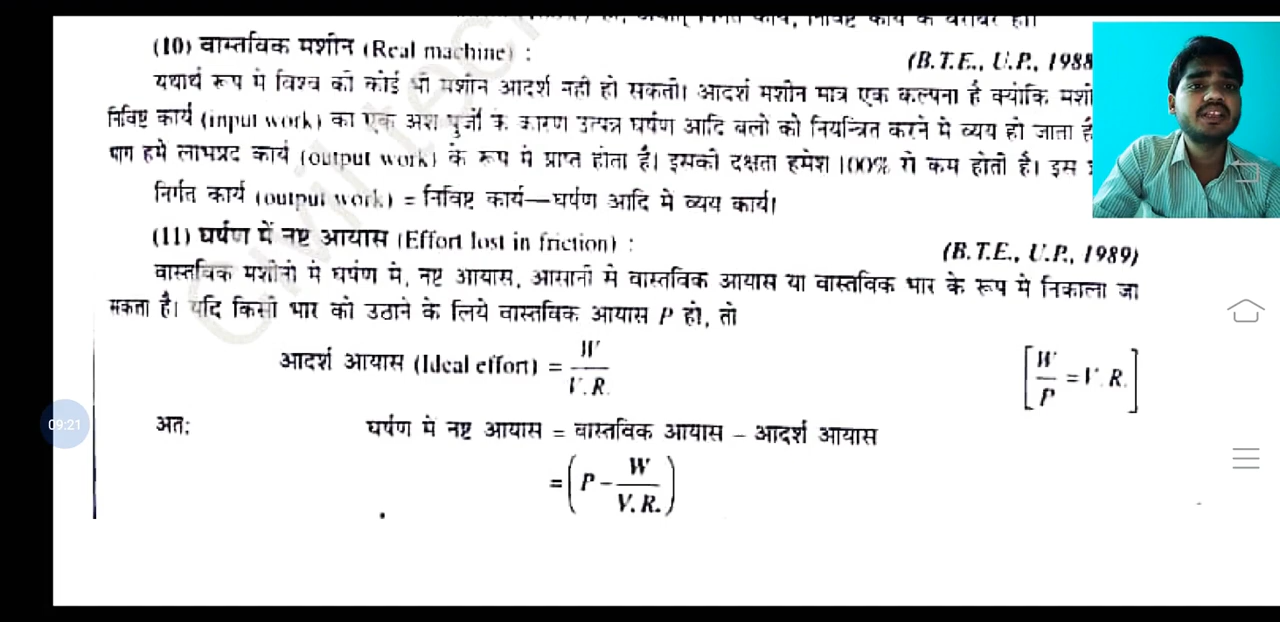 (10) वास्तविक मशीन (Real machine) :
(B.T.E., U.P., 1988
यथार्थ रूप में विश्व की कोई भी मशीन आदर्श नहीं हो सकती। आदर्श मशीन मात्र एक कल्पना है क्योंकि
निविष्ट कार्य (input work) का एक अंश पुर्जों के कारण उत्पन्न घर्षण आदि बलों को नियन्त्रित करने में व्यय हो जाता है
भाग हमें लाभप्रद कार्य (output work) के रूप में प्राप्त होता है। इसकी दक्षता हमेशा 100% से कम होती है। इस
निर्गत कार्य (output work) = निविष्ट कार्य—घर्षण आदि में व्यय कार्य।
(11) घर्षण में नष्ट आयास (Effort lost in friction) :
(B.T.E., U.P., 1989)
वास्तविक मशीनों में घर्षण में, नष्ट आयास, आसानी से वास्तविक आयास या वास्तविक भार के रूप में निकाला जा
सकता है। यदि किसी भार को उठाने के लिये वास्तविक आयास P हो, तो
आदर्श आयास (Ideal effort) = W / V.R.
[W / P = V.R.]
09:21
अतः घर्षण में नष्ट आयास = वास्तविक आयास – आदर्श आयास
= (P – W / V.R.)